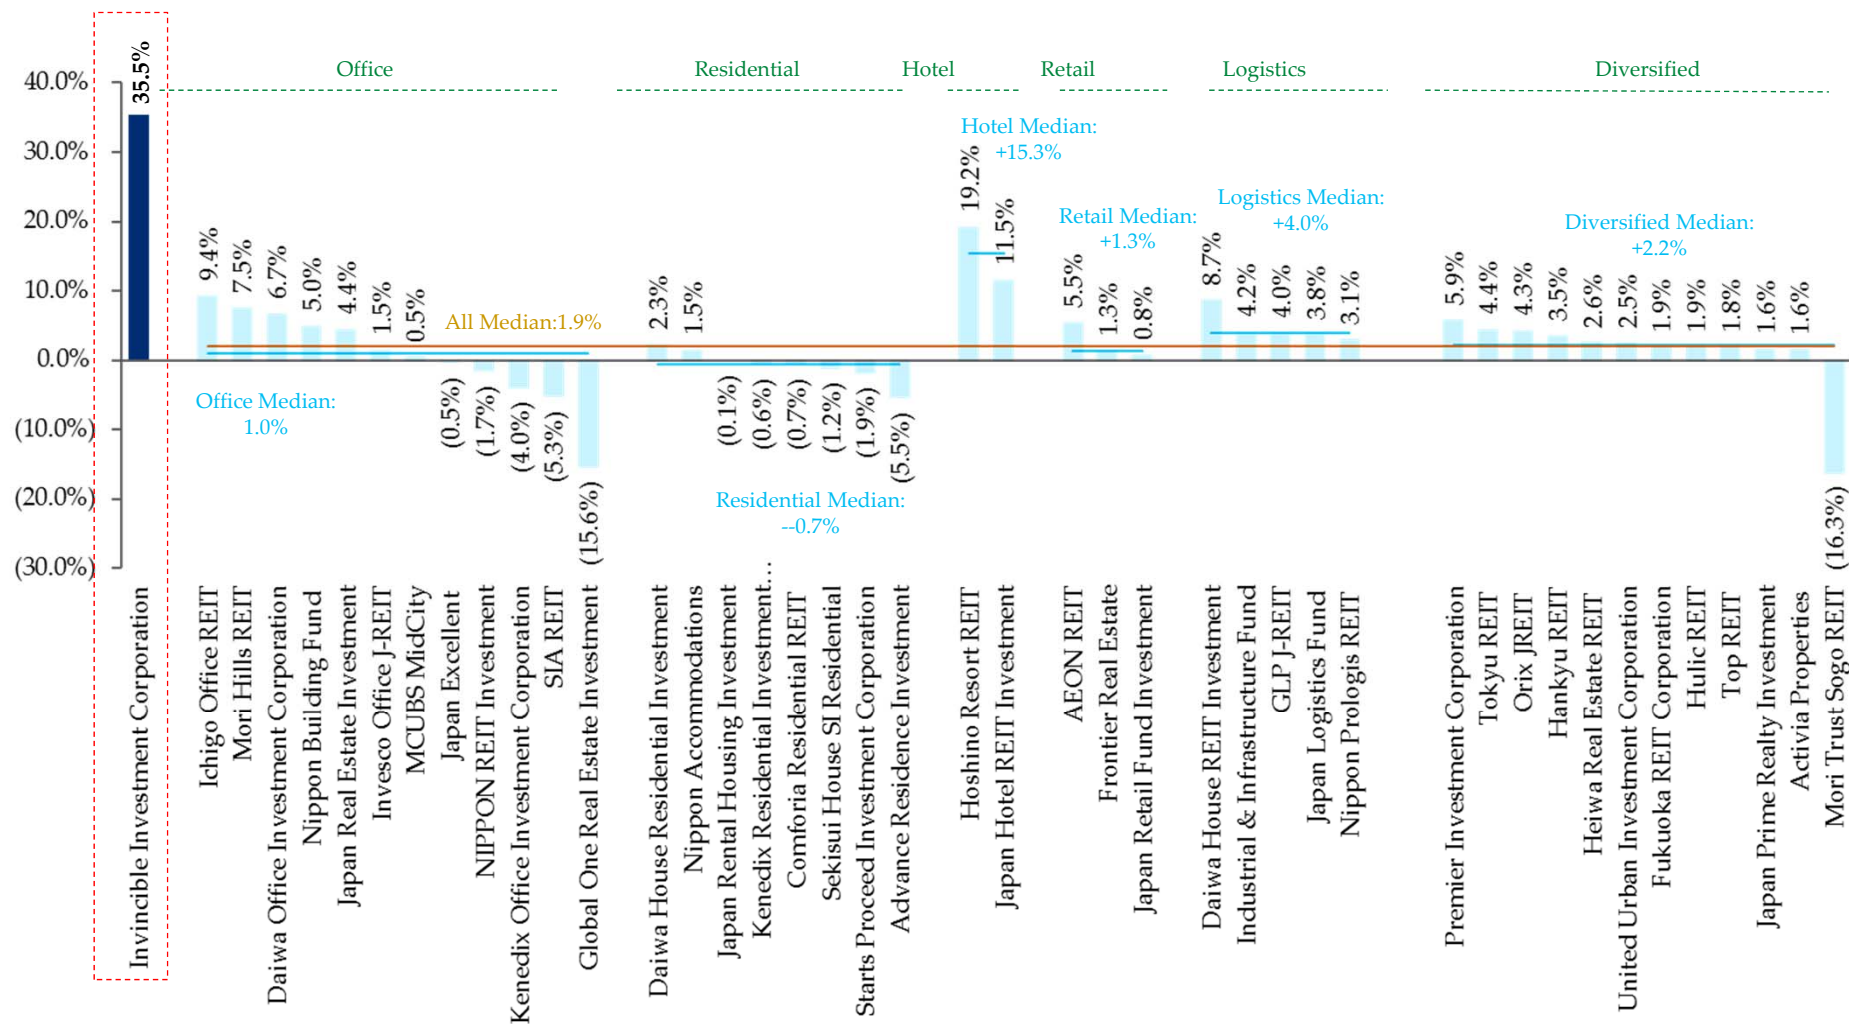 Office
Residential
Hotel
Retail
Logistics
Diversified
40.0%
30.0%
20.0%
10.0%
0.0%
(10.0%)
(20.0%)
(30.0%)
35.5%
9.4%
7.5%
6.7%
5.0%
4.4%
1.5%
0.5%
(0.5%)
(1.7%)
(4.0%)
(5.3%)
(15.6%)
2.3%
1.5%
(0.1%)
(0.6%)
(0.7%)
(1.2%)
(1.9%)
(5.5%)
19.2%
11.5%
5.5%
1.3%
0.8%
8.7%
4.2%
4.0%
3.8%
3.1%
5.9%
4.4%
4.3%
3.5%
2.6%
2.5%
1.9%
1.9%
1.8%
1.6%
1.6%
(16.3%)
All Median:1.9%
Office Median:
1.0%
Residential Median:
--0.7%
Hotel Median:
+15.3%
Retail Median:
+1.3%
Logistics Median:
+4.0%
Diversified Median:
+2.2%
Invincible Investment Corporation
Ichigo Office REIT
Mori Hills REIT
Daiwa Office Investment Corporation
Nippon Building Fund
Japan Real Estate Investment
Invesco Office J-REIT
MCUBS MidCity
Japan Excellent
NIPPON REIT Investment
Kenedix Office Investment Corporation
SIA REIT
Global One Real Estate Investment
Daiwa House Residential Investment
Nippon Accommodations
Japan Rental Housing Investment
Kenedix Residential Investment…
Comforia Residential REIT
Sekisui House SI Residential
Starts Proceed Investment Corporation
Advance Residence Investment
Hoshino Resort REIT
Japan Hotel REIT Investment
AEON REIT
Frontier Real Estate
Japan Retail Fund Investment
Daiwa House REIT Investment
Industrial & Infrastructure Fund
GLP J-REIT
Japan Logistics Fund
Nippon Prologis REIT
Premier Investment Corporation
Tokyu REIT
Orix JREIT
Hankyu REIT
Heiwa Real Estate REIT
United Urban Investment Corporation
Fukuoka REIT Corporation
Hulic REIT
Top REIT
Japan Prime Realty Investment
Activia Properties
Mori Trust Sogo REIT